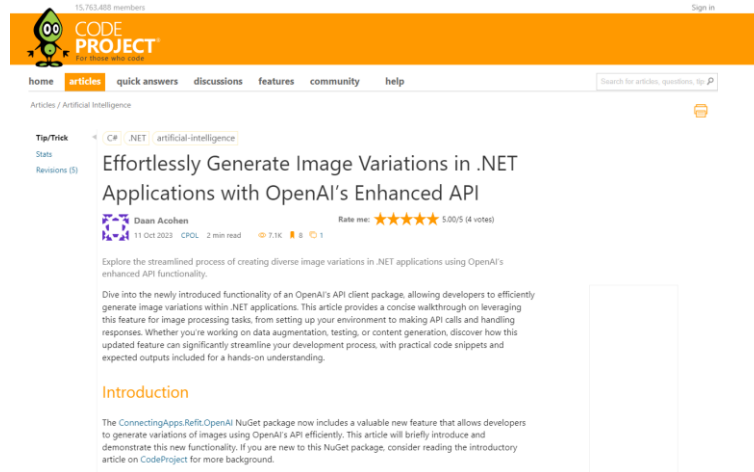 15,763,488 members
Sign in
CODE
PROJECT®
For those who code
home articles quick answers discussions features community help
Search for articles, questions, tip
Articles / Artificial Intelligence
Tip/Trick
Stats
Revisions (5)
C# .NET artificial-intelligence
Effortlessly Generate Image Variations in .NET
Applications with OpenAI's Enhanced API
Daan Acohen
Rate me: 5.00/5 (4 votes)
11 Oct 2023 CPOL 2 min read 7.1K 8 1
Explore the streamlined process of creating diverse image variations in .NET applications using OpenAI's
enhanced API functionality.
Dive into the newly introduced functionality of an OpenAI's API client package, allowing developers to efficiently
generate image variations within .NET applications. This article provides a concise walkthrough on leveraging
this feature for image processing tasks, from setting up your environment to making API calls and handling
responses. Whether you're working on data augmentation, testing, or content generation, discover how this
updated feature can significantly streamline your development process, with practical code snippets and
expected outputs included for a hands-on understanding.
Introduction
The ConnectingApps.Refit.OpenAI NuGet package now includes a valuable new feature that allows developers
to generate variations of images using OpenAI's API efficiently. This article will briefly introduce and
demonstrate this new functionality. If you are new to this NuGet package, consider reading the introductory
article on CodeProject for more background.